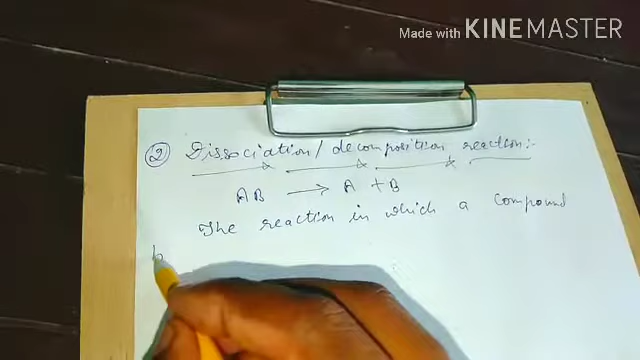 Made with KINEMASTER
② Dissociation/decomposition reaction:-
AB → A + B
The reaction in which a compound
b